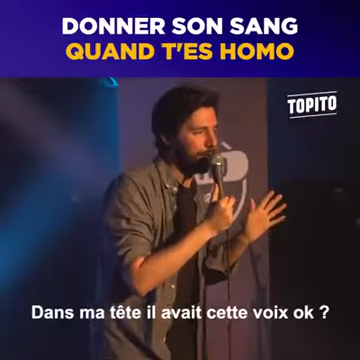 DONNER SON SANG
QUAND T'ES HOMO
TOPITO
Dans ma tête il avait cette voix ok ?